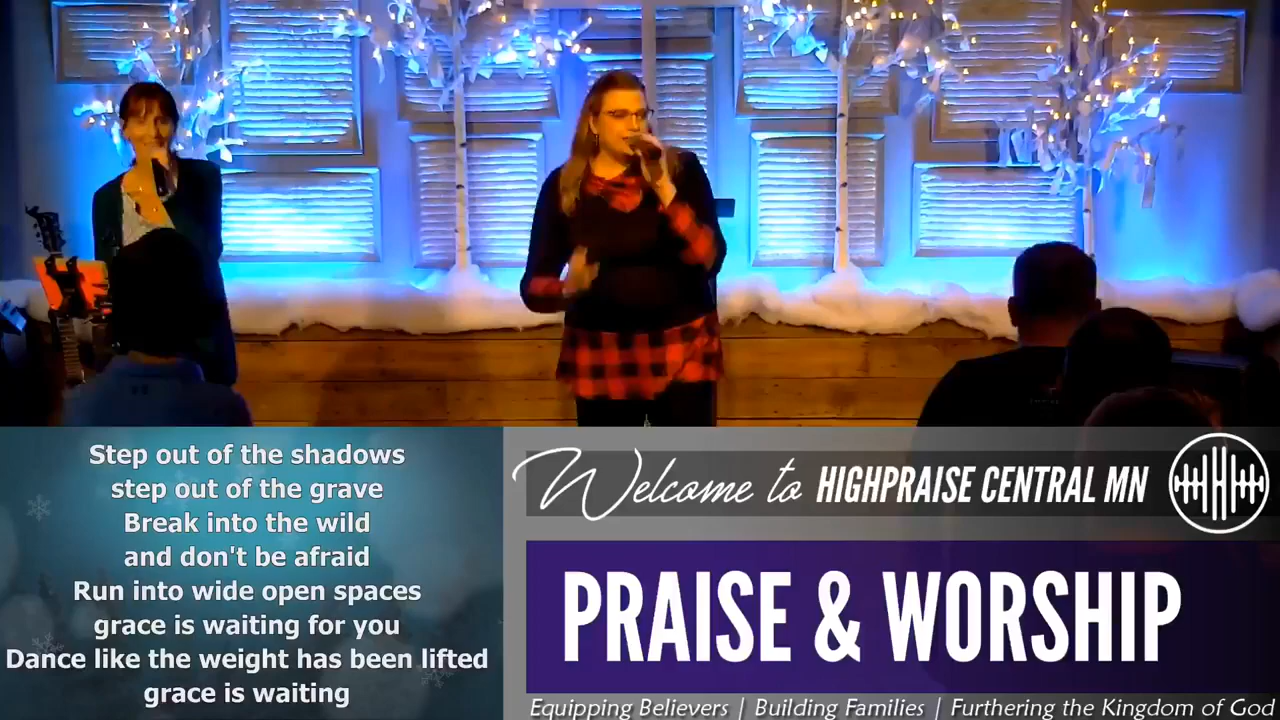 Step out of the shadows
step out of the grave
Break into the wild
and don't be afraid
Run into wide open spaces
grace is waiting for you
Dance like the weight has been lifted
grace is waiting
Welcome to HIGHPRAISE CENTRAL MN
PRAISE & WORSHIP
Equipping Believers | Building Families | Furthering the Kingdom of God